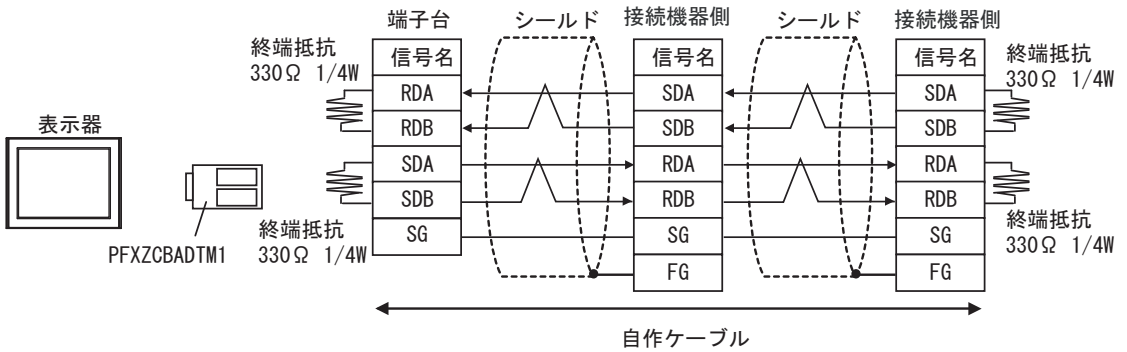 端子台
シールド
接続機器側
シールド
接続機器側
終端抵抗
330Ω 1/4W
信号名
信号名
信号名
終端抵抗
330Ω 1/4W
RDA
SDA
SDA
RDB
SDB
SDB
表示器
SDA
RDA
RDA
SDB
RDB
RDB
SG
SG
SG
終端抵抗
330Ω 1/4W
終端抵抗
330Ω 1/4W
PFXZCBADTM1
FG
FG
自作ケーブル